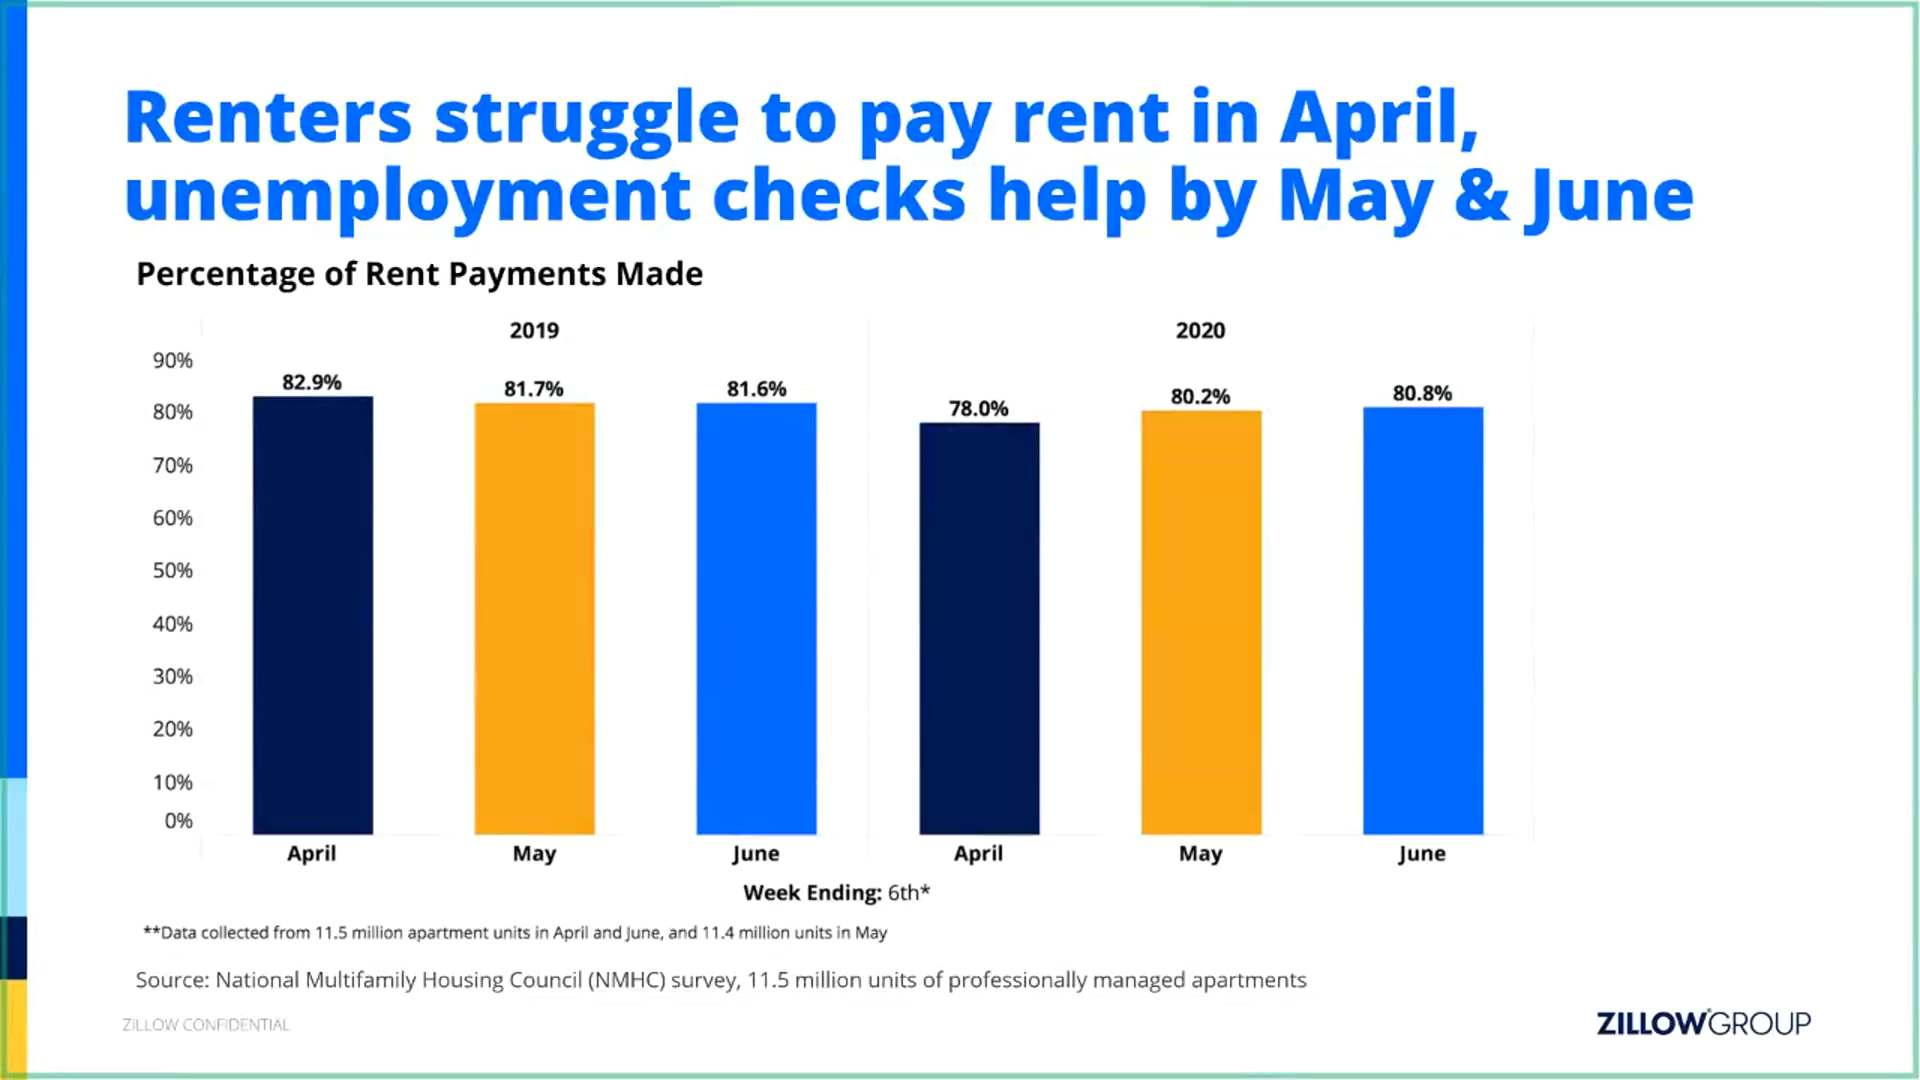 Renters struggle to pay rent in April,
unemployment checks help by May & June
Percentage of Rent Payments Made
2019
2020
90%
80%
70%
60%
50%
40%
30%
20%
10%
0%
82.9%
81.7%
81.6%
78.0%
80.2%
80.8%
April
May
June
April
May
June
Week Ending: 6th*
**Data collected from 11.5 million apartment units in April and June, and 11.4 million units in May
Source: National Multifamily Housing Council (NMHC) survey, 11.5 million units of professionally managed apartments
ZILLOW CONFIDENTIAL
ZILLOW GROUP